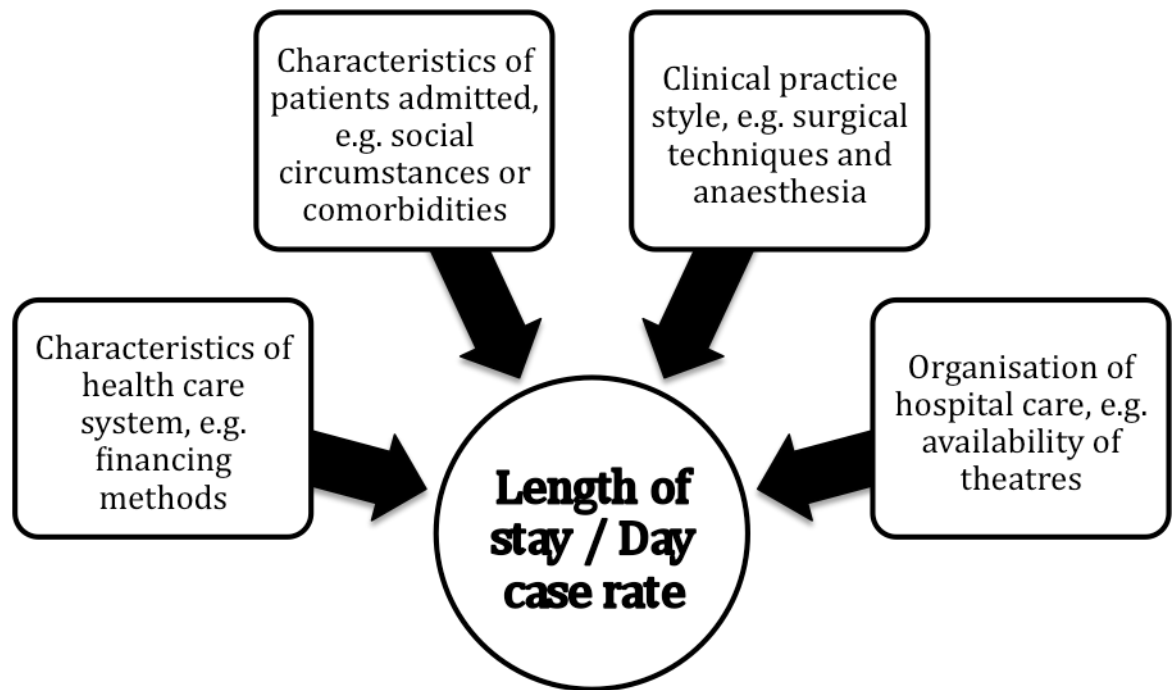 Characteristics of
patients admitted,
e.g. social
circumstances or
comorbidities
Clinical practice
style, e.g. surgical
techniques and
anaesthesia
Characteristics of
health care
system, e.g.
financing
methods
Organisation of
hospital care, e.g.
availability of
theatres
Length of
stay / Day
case rate